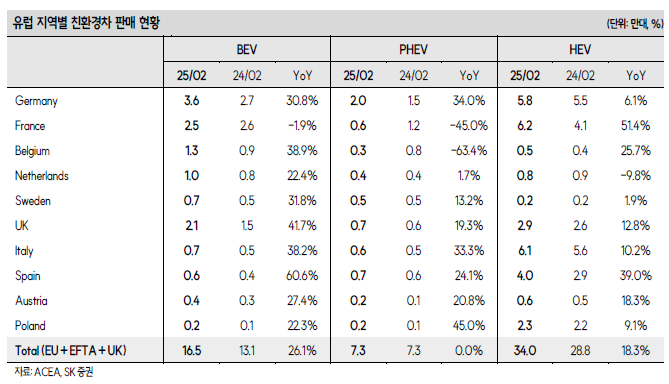 유럽 지역별 친환경차 판매 현황 (단위: 만대, %)
BEV PHEV HEV
25/02 24/02 YoY 25/02 24/02 YoY 25/02 24/02 YoY
Germany 3.6 2.7 30.8% 2.0 1.5 34.0% 5.8 5.5 6.1%
France 2.5 2.6 -1.9% 0.6 1.2 -45.0% 6.2 4.1 51.4%
Belgium 1.3 0.9 38.9% 0.3 0.8 -63.4% 0.5 0.4 25.7%
Netherlands 1.0 0.8 22.4% 0.4 0.4 1.7% 0.8 0.9 -9.8%
Sweden 0.7 0.5 31.8% 0.5 0.5 13.2% 0.2 0.2 1.9%
UK 2.1 1.5 41.7% 0.7 0.6 19.3% 2.9 2.6 12.8%
Italy 0.7 0.5 38.2% 0.6 0.5 33.3% 6.1 5.6 10.2%
Spain 0.6 0.4 60.6% 0.7 0.6 24.1% 4.0 2.9 39.0%
Austria 0.4 0.3 27.4% 0.2 0.1 20.8% 0.6 0.5 18.3%
Poland 0.2 0.1 22.3% 0.2 0.1 45.0% 2.3 2.2 9.1%
Total (EU+EFTA+UK) 16.5 13.1 26.1% 7.3 7.3 0.0% 34.0 28.8 18.3%
자료: ACEA, SK 증권